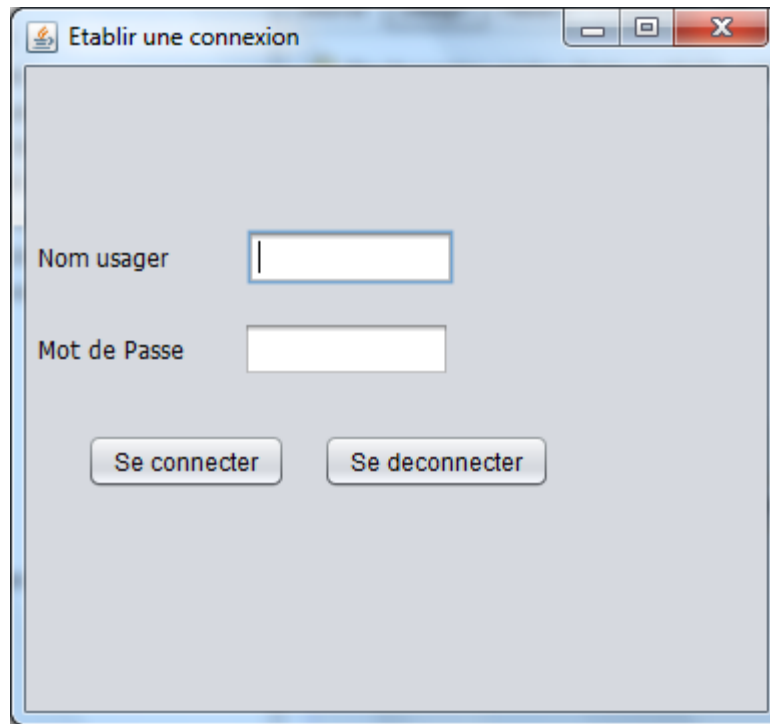 Etablir une connexion
Nom usager
Mot de Passe
Se connecter Se deconnecter